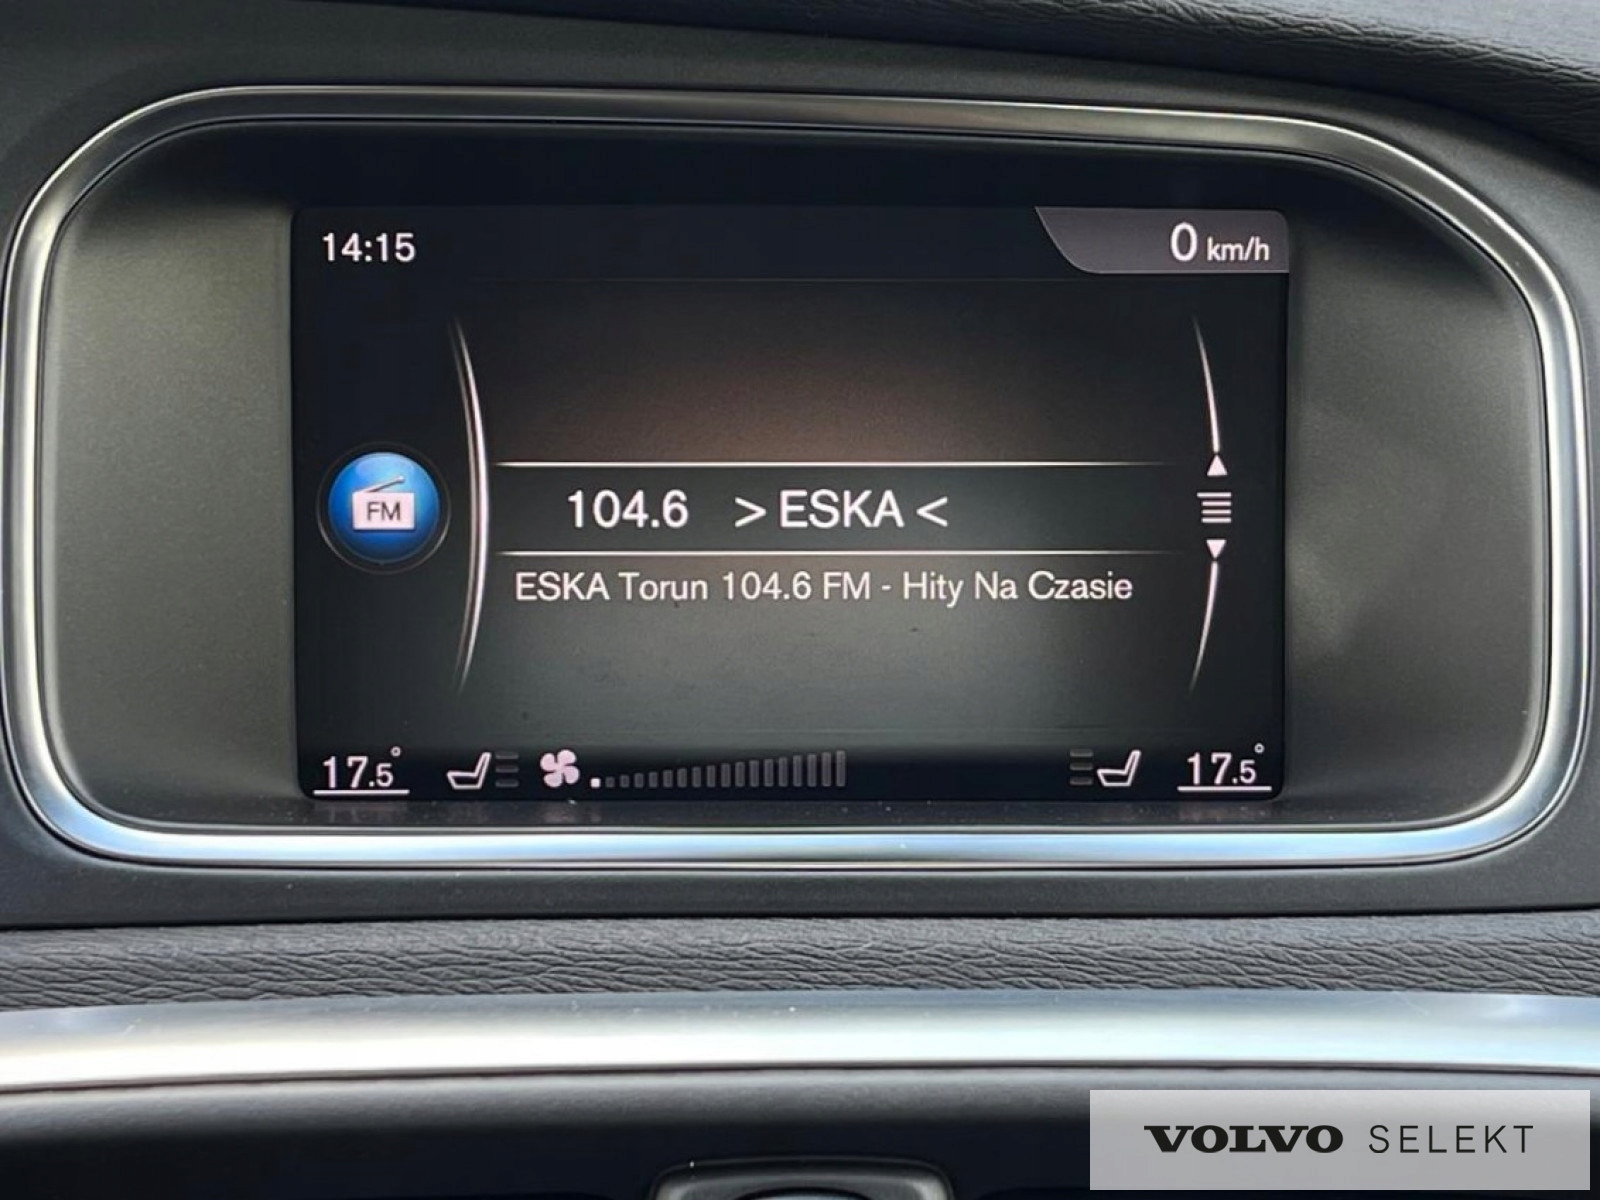 14:15
0 km/h
FM
104.6 > ESKA <
ESKA Torun 104.6 FM - Hity Na Czasie
17.5° 17.5°
VOLVO SELEKT